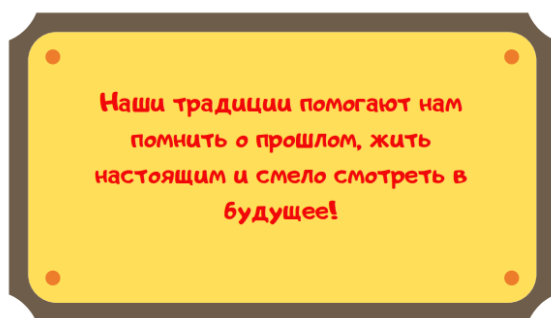 Наши традиции помогают нам
помнить о прошлом, жить
настоящим и смело смотреть в
будущее!